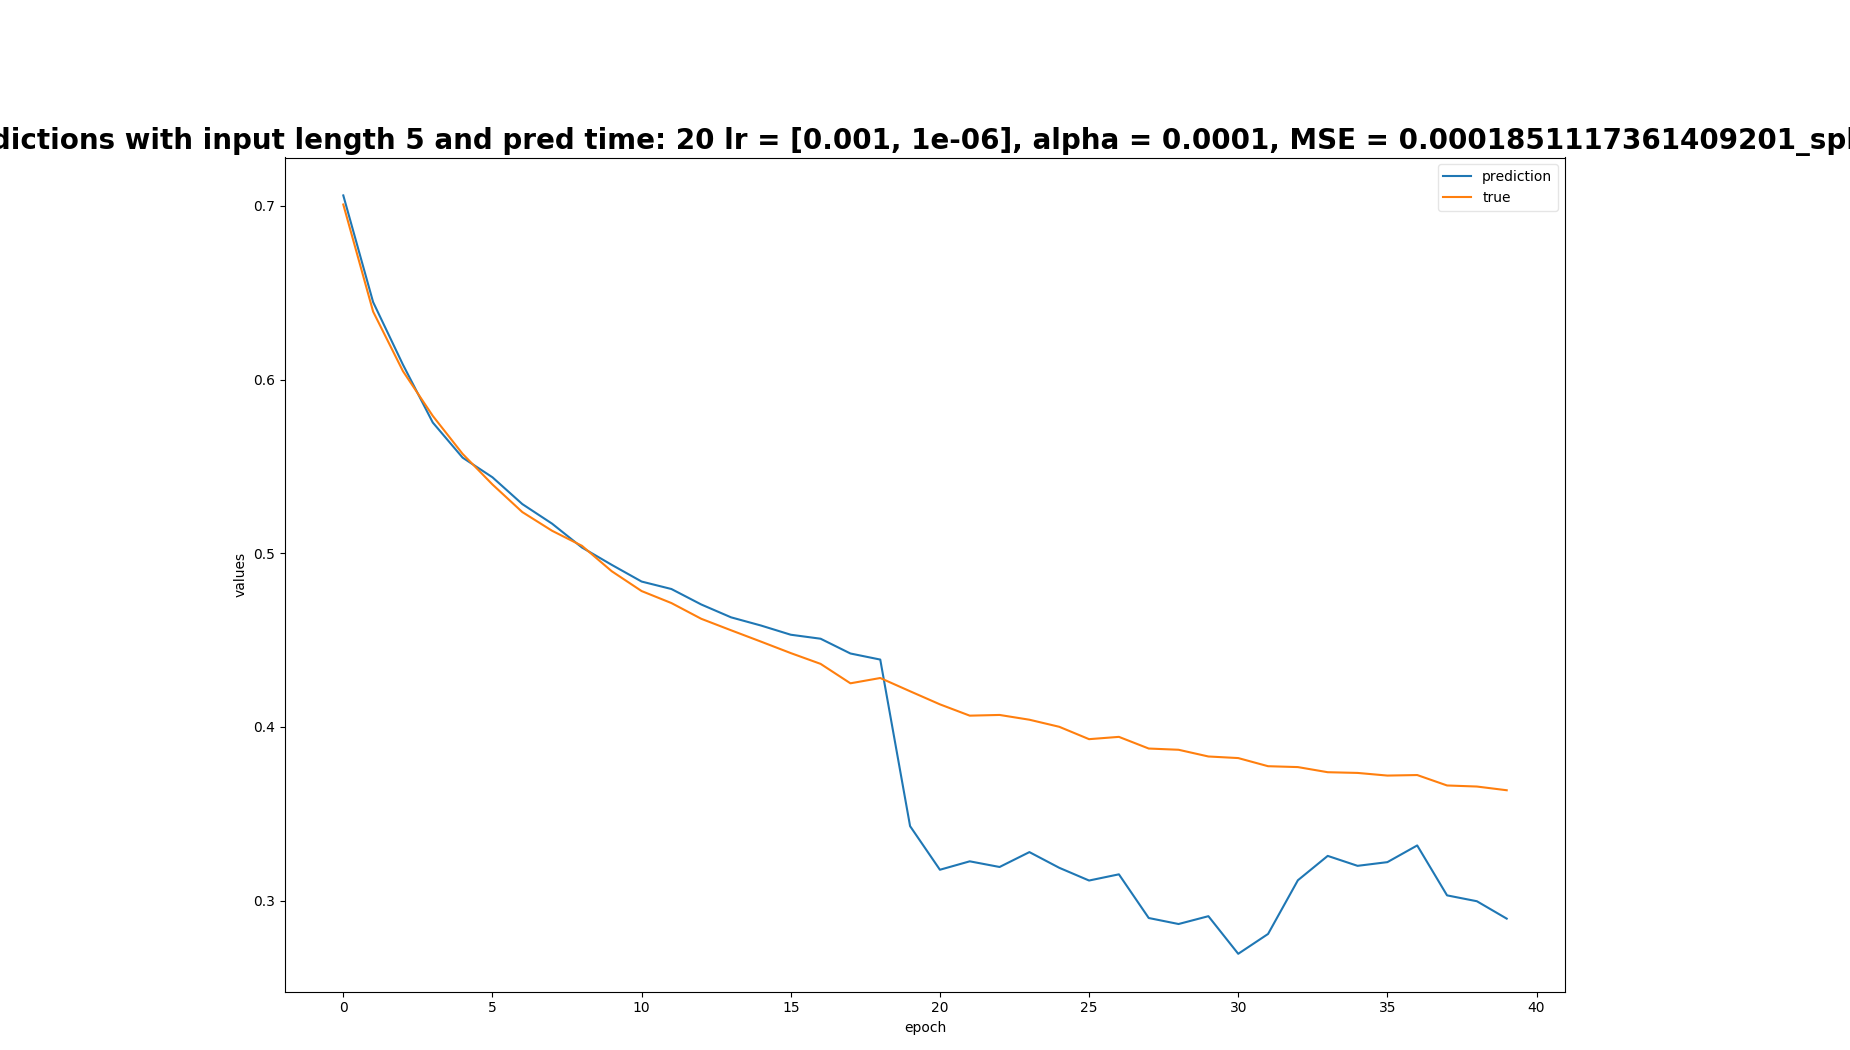 dictions with input length 5 and pred time: 20 lr = [0.001, 1e-06], alpha = 0.0001, MSE = 0.0001851117361409201_spl
prediction
true
0.7
0.6
0.5
0.4
0.3
values
0 5 10 15 20 25 30 35 40
epoch